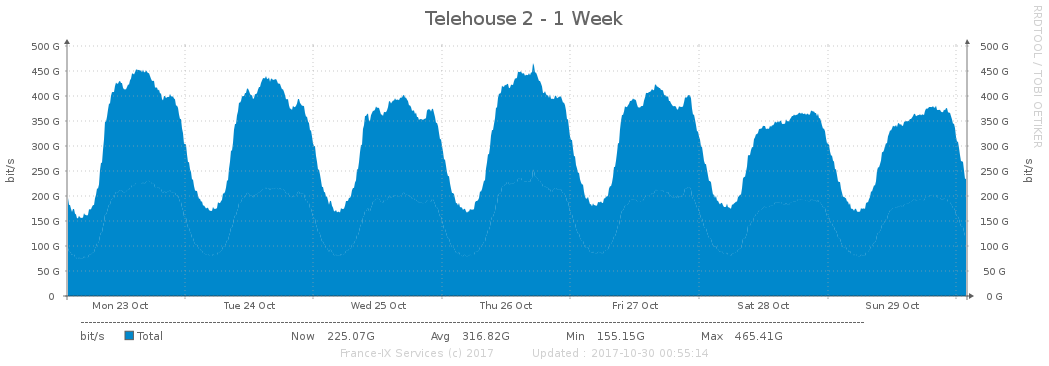 Telehouse 2 - 1 Week
RRDTOOL / TOBI OETIKER
500 G 500 G
450 G 450 G
400 G 400 G
350 G 350 G
300 G 300 G
250 G 250 G
200 G 200 G
150 G 150 G
100 G 100 G
50 G 50 G
0 0 G
bit/s bit/s
Mon 23 Oct Tue 24 Oct Wed 25 Oct Thu 26 Oct Fri 27 Oct Sat 28 Oct Sun 29 Oct
bit/s Total Now 225.07G Avg 316.82G Min 155.15G Max 465.41G
France-IX Services (c) 2017 Updated : 2017-10-30 00:55:14